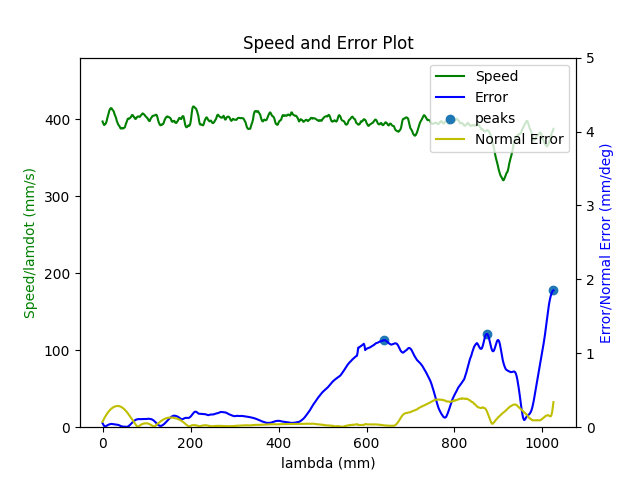 Speed and Error Plot
Speed
Error
peaks
Normal Error
Speed/lamdot (mm/s)
400
300
200
100
0
5
4
3
2
1
0
Error/Normal Error (mm/deg)
0
200
400
600
800
1000
lambda (mm)